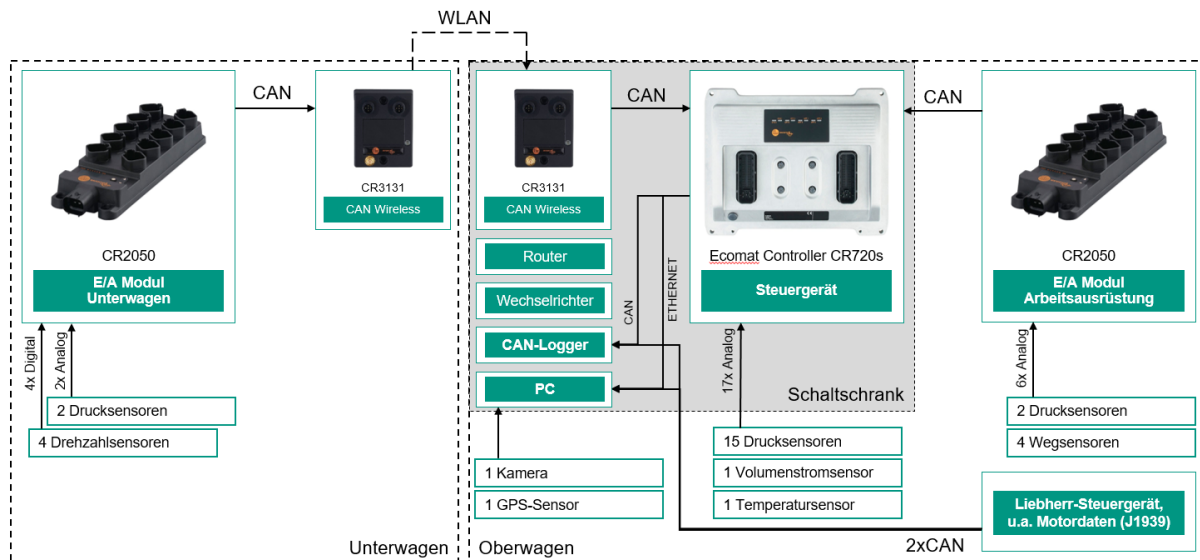 WLAN
CAN
CAN
CAN
CR3131
CAN Wireless
CR3131
CAN Wireless
CR2050
E/A Modul
Unterwagen
Router
Wechselrichter
CAN-Logger
PC
CAN
ETHERNET
Ecomat Controller CR720s
Steuergerät
CR2050
E/A Modul
Arbeitsausrüstung
Schaltschrank
4x Digital
2x Analog
17x Analog
6x Analog
2 Drucksensoren
4 Drehzahlsensoren
1 Kamera
1 GPS-Sensor
15 Drucksensoren
1 Volumenstromsensor
1 Temperatursensor
2 Drucksensoren
4 Wegsensoren
Liebherr-Steuergerät,
u.a. Motordaten (J1939)
2xCAN
Unterwagen
Oberwagen